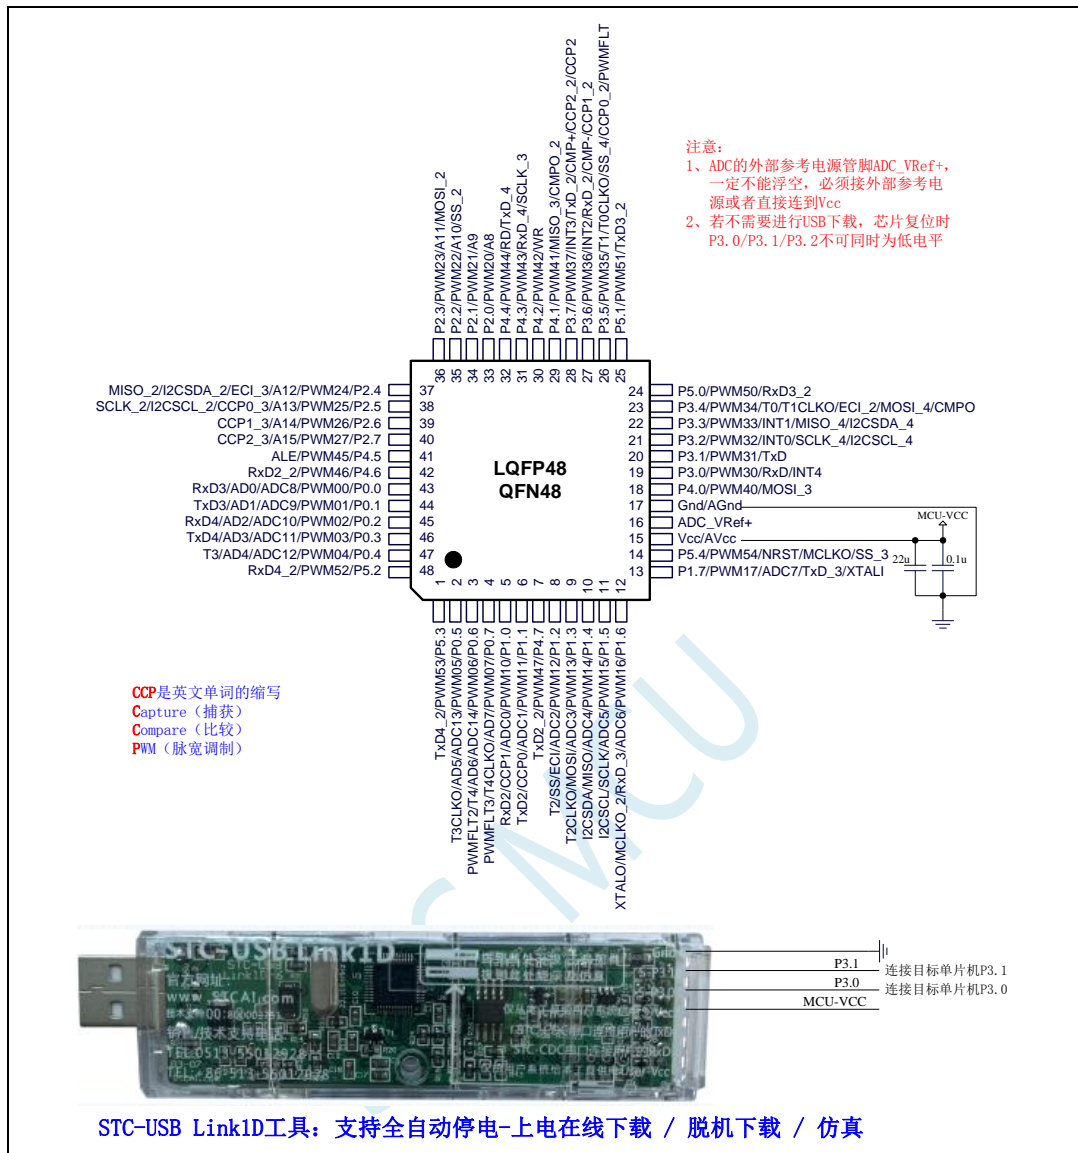 P2.3/PWM23/A11/MOSI_2
P2.2/PWM22/A10/SS_2
P2.1/PWM21/A9
P2.0/PWM20/A8
P4.4/PWM44/RD/TxD_4
P4.3/PWM43/RxD_4/SCLK_3
P4.2/PWM42/WR
P4.1/PWM41/MISO_3/CMPO_2
P3.7/PWM37/INT3/TxD_2/CMP+/CCP2_2/CCP2
P3.6/PWM36/INT2/RxD_2/CMP-/CCP1_2
P3.5/PWM35/T1/T0CLKO/SS_4/CCP0_2/PWMFLT
P5.1/PWM51/TxD3_2
注意:
1、ADC的外部参考电源管脚ADC_VRef+,
一定不能浮空, 必须接外部参考电
源或者直接连到Vcc
2、若不需要进行USB下载, 芯片复位时
P3.0/P3.1/P3.2不可同时为低电平
36 35 34 33 32 31 30 29 28 27 26 25
MISO_2/I2CSDA_2/ECI_3/A12/PWM24/P2.4 37
SCLK_2/I2CSCL_2/CCP0_3/A13/PWM25/P2.5 38
CCP1_3/A14/PWM26/P2.6 39
CCP2_3/A15/PWM27/P2.7 40
ALE/PWM45/P4.5 41
RxD2_2/PWM46/P4.6 42
RxD3/AD0/ADC8/PWM00/P0.0 43
TxD3/AD1/ADC9/PWM01/P0.1 44
RxD4/AD2/ADC10/PWM02/P0.2 45
TxD4/AD3/ADC11/PWM03/P0.3 46
T3/AD4/ADC12/PWM04/P0.4 47
RxD4_2/PWM52/P5.2 48
LQFP48
QFN48
24 P5.0/PWM50/RxD3_2
23 P3.4/PWM34/T0/T1CLKO/ECI_2/MOSI_4/CMPO
22 P3.3/PWM33/INT1/MISO_4/I2CSDA_4
21 P3.2/PWM32/INT0/SCLK_4/I2CSCL_4
20 P3.1/PWM31/TxD
19 P3.0/PWM30/RxD/INT4
18 P4.0/PWM40/MOSI_3
17 Gnd/AGnd
16 ADC_VRef+
15 Vcc/AVcc
14 P5.4/PWM54/NRST/MCLKO/SS_3
13 P1.7/PWM17/ADC7/TxD_3/XTALI
MCU-VCC
22u
0.1u
1 2 3 4 5 6 7 8 9 10 11 12
TxD4_2/PWM53/P5.3
T3CLKO/AD5/ADC13/PWM05/P0.5
PWMFLT2/T4/AD6/ADC14/PWM06/P0.6
PWMFLT3/T4CLKO/AD7/PWM07/P0.7
RxD2/CCP1/ADC0/PWM10/P1.0
TxD2/CCP0/ADC1/PWM11/P1.1
TxD2_2/PWM47/P4.7
T2/SS/ECI/ADC2/PWM12/P1.2
T2CLKO/MOSI/ADC3/PWM13/P1.3
I2CSDA/MISO/ADC4/PWM14/P1.4
I2CSCL/SCLK/ADC5/PWM15/P1.5
XTALO/MCLKO_2/RxD_3/ADC6/PWM16/P1.6
CCP是英文单词的缩写
Capture（捕获）
Compare（比较）
PWM（脉宽调制）
MCU
STC-USB Link1D
官方网址:
www.STCAI.com
TEL:0513-55012928
P3.1 连接目标单片机P3.1
P3.0 连接目标单片机P3.0
MCU-VCC
STC-USB Link1D工具: 支持全自动停电-上电在线下载 / 脱机下载 / 仿真